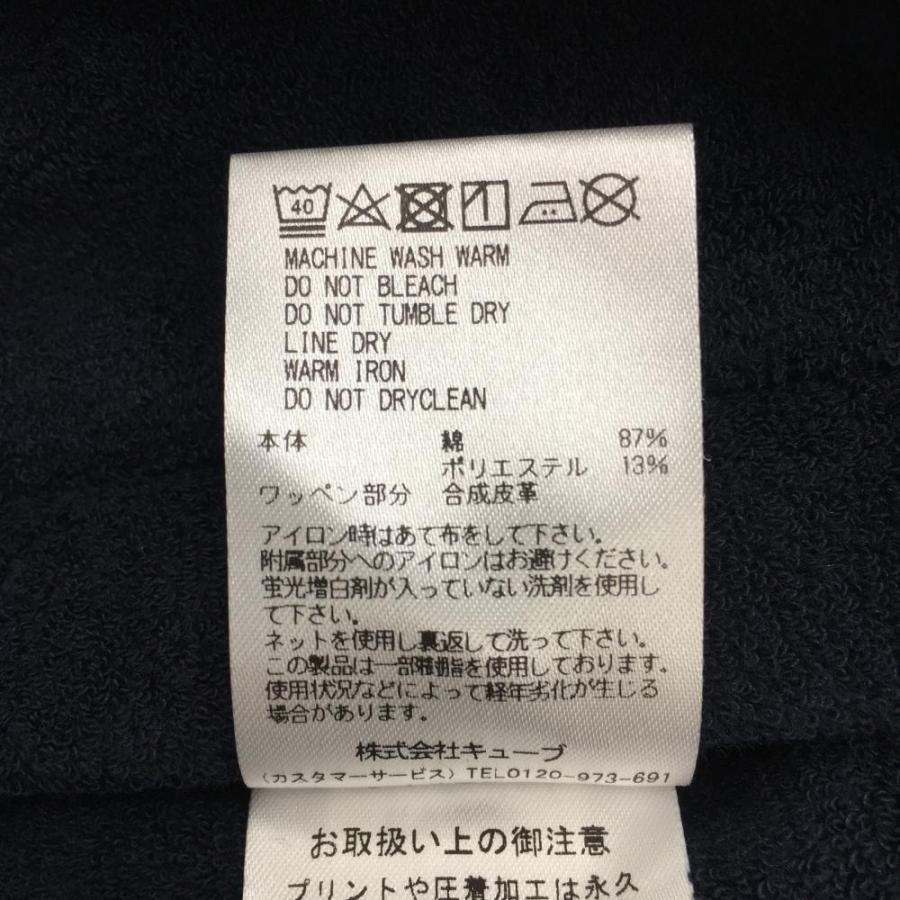 40
MACHINE WASH WARM
DO NOT BLEACH
DO NOT TUMBLE DRY
LINE DRY
WARM IRON
DO NOT DRYCLEAN
本体 綿 87%
ポリエステル 13%
ワッペン部分 合成皮革
アイロン時はあて布をして下さい。
附属部分へのアイロンはお避けください。
蛍光増白剤が入っていない洗剤を使用し
て下さい。
ネットを使用し裏返して洗って下さい。
この製品は一部樹脂を使用しております。
使用状況などによって経年劣化が生じる
場合があります。
株式会社キューブ
(カスタマーサービス) TEL0120-973-691
お取扱い上の御注意
プリントや圧着加工は永久